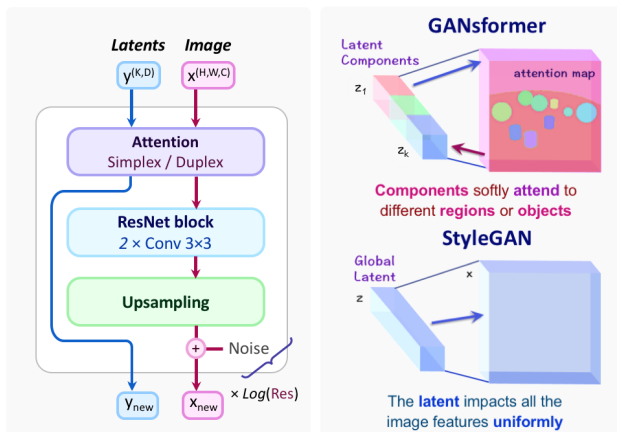 Latents Image
y(K,D) x(H,W,C)
Attention
Simplex / Duplex
ResNet block
2 × Conv 3×3
Upsampling
+ Noise
× Log(Res)
ynew xnew
GANsformer
Latent
Components
attention map
z1
zk
Components softly attend to
different regions or objects
StyleGAN
Global
Latent
x
z
The latent impacts all the
image features uniformly